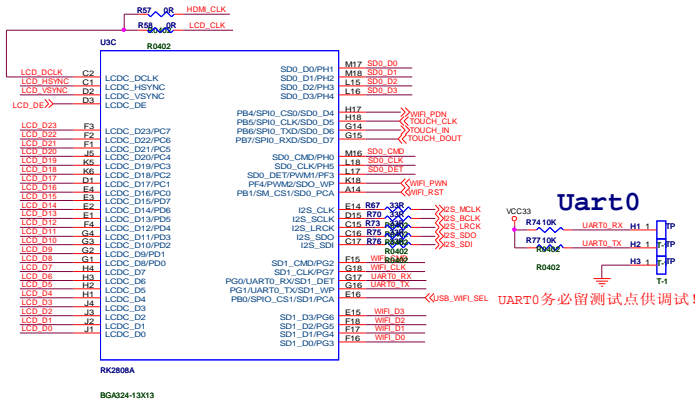 R57 0R HDMI_CLK
R58 0R LCD_CLK
R0402
R0402
U3C
LCD_DCLK C2 LCDC_DCLK
LCD_HSYNC C1 LCDC_HSYNC
LCD_VSYNC D2 LCDC_VSYNC
LCD_DE D3 LCDC_DE
LCD_D23 F3 LCDC_D23/PC7
LCD_D22 F2 LCDC_D22/PC6
LCD_D21 F1 LCDC_D21/PC5
LCD_D20 J5 LCDC_D20/PC4
LCD_D19 K5 LCDC_D19/PC3
LCD_D18 K6 LCDC_D18/PC2
LCD_D17 D1 LCDC_D17/PC1
LCD_D16 E4 LCDC_D16/PC0
LCD_D15 E3 LCDC_D15/PD7
LCD_D14 E2 LCDC_D14/PD6
LCD_D13 E1 LCDC_D13/PD5
LCD_D12 F4 LCDC_D12/PD4
LCD_D11 G4 LCDC_D11/PD3
LCD_D10 G3 LCDC_D10/PD2
LCD_D9 G2 LCDC_D9/PD1
LCD_D8 G1 LCDC_D8/PD0
LCD_D7 H4 LCDC_D7
LCD_D6 H3 LCDC_D6
LCD_D5 H2 LCDC_D5
LCD_D4 H1 LCDC_D4
LCD_D3 J4 LCDC_D3
LCD_D2 J3 LCDC_D2
LCD_D1 J2 LCDC_D1
LCD_D0 J1 LCDC_D0
SD0_D0/PH1 M17 SD0_D0
SD0_D1/PH2 M18 SD0_D1
SD0_D2/PH3 L15 SD0_D2
SD0_D3/PH4 L16 SD0_D3
PB4/SPI0_CS0/SD0_D4 H17 WIFI_PDN
PB5/SPI0_CLK/SD0_D5 H18 TOUCH_CLK
PB6/SPI0_TXD/SD0_D6 G14 TOUCH_IN
PB7/SPI0_RXD/SD0_D7 G15 TOUCH_DOUT
SD0_CMD/PH0 M16 SD0_CMD
SD0_CLK/PH5 L18 SD0_CLK
SD0_DET/PWM1/PF3 L17 SD0_DET
PF4/PWM2/SDO_WP K18 WIFI_PWN
PB1/SM_CS1/SD0_PCA A14 WIFI_RST
I2S_CLK E14 R67 33R I2S_MCLK
I2S_SCLK D15 R70 33R I2S_BCLK
I2S_LRCK C15 R73 33R I2S_LRCK
I2S_SDO C16 R75 33R I2S_SDO
I2S_SDI C17 R76 33R I2S_SDI
R0402
SD1_CMD/PG2 F15 WIFI_CMD
SD1_CLK/PG7 G18 WIFI_CLK
PG0/UART0_RX/SD1_DET G17 UART0_RX
PG1/UART0_TX/SD1_WP G16 UART0_TX
PB0/SPI0_CS1/SD1_PCA E16 USB_WIFI_SEL
SD1_D3/PG6 E15 WIFI_D3
SD1_D2/PG5 F18 WIFI_D2
SD1_D1/PG4 F17 WIFI_D1
SD1_D0/PG3 F16 WIFI_D0
RK2808A
BGA324-13X13
Uart0
VCC33
R74 10K UART0_RX H1 1 TP
R77 10K UART0_TX H2 1 TP
R0402
R0402
H3 1 TP
T-1
UART0务必留测试点供调试!